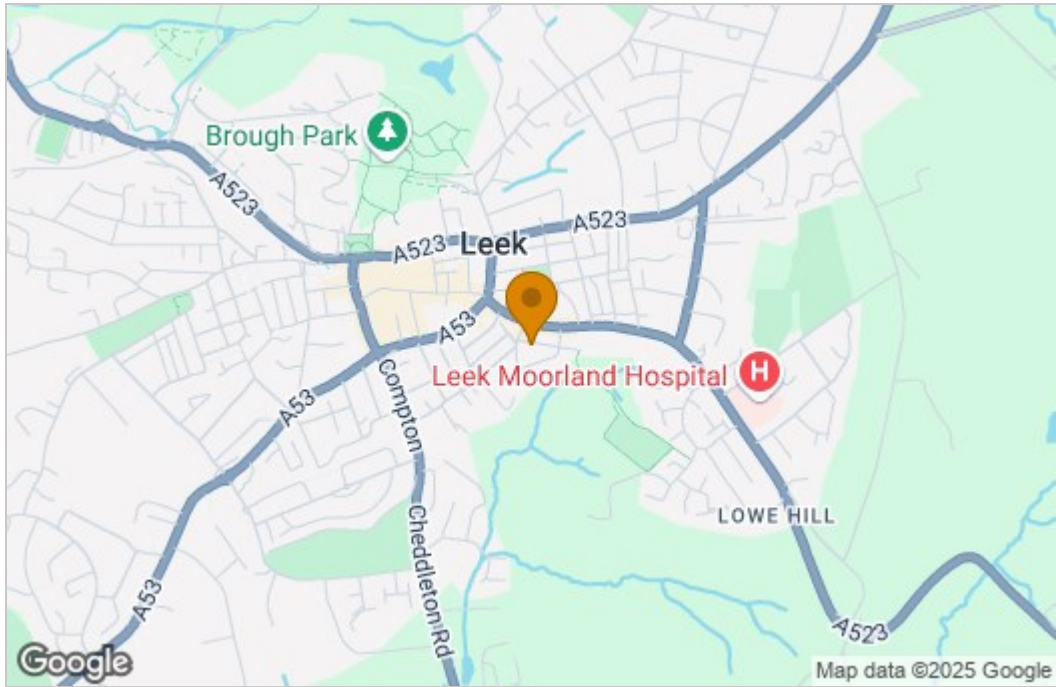 Brough Park
A523
A523
A523
Leek
A53
Leek Moorland Hospital
H
Compton
A53
Cheddleton Rd
LOWE HILL
A53
A523
Google
Map data ©2025 Google